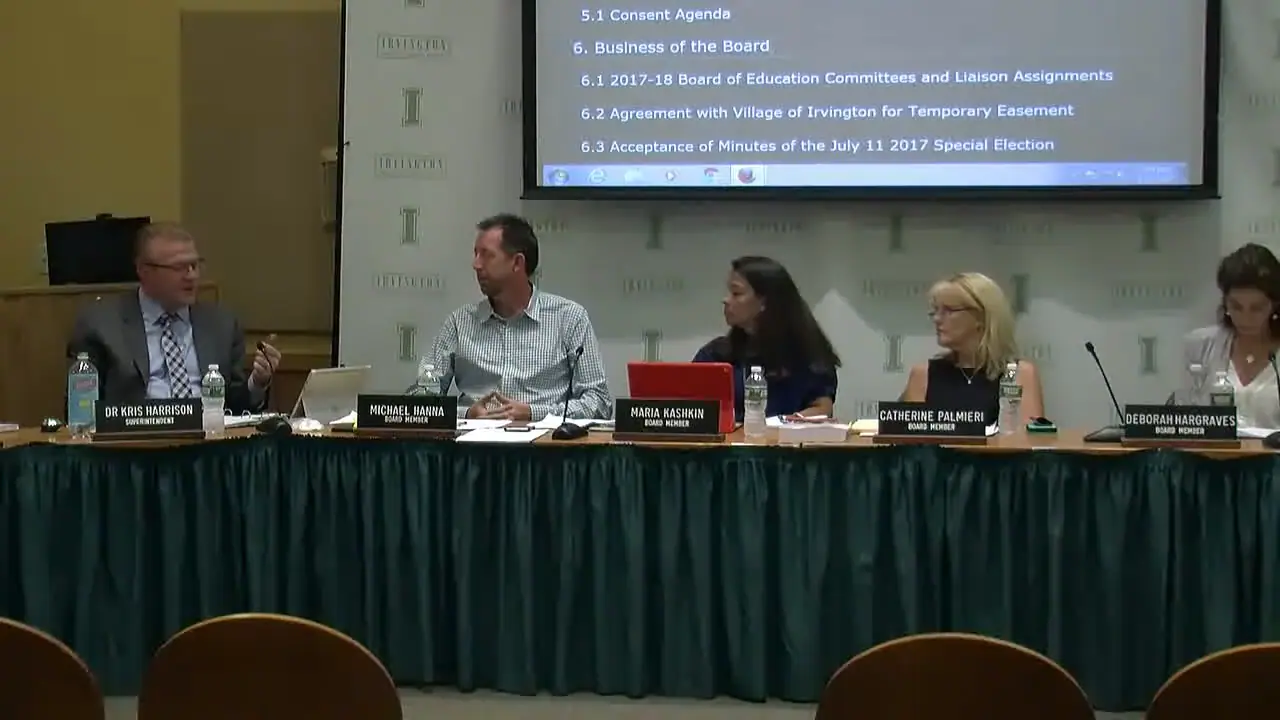 5.1 Consent Agenda
6. Business of the Board
6.1 2017-18 Board of Education Committees and Liaison Assignments
6.2 Agreement with Village of Irvington for Temporary Easement
6.3 Acceptance of Minutes of the July 11 2017 Special Election
IRVINGTON
I
IRVINGTON
I
IRVINGTON
I
DR KRIS HARRISON
SUPERINTENDENT
MICHAEL HANNA
BOARD MEMBER
MARIA KASHKIN
BOARD MEMBER
CATHERINE PALMIERI
BOARD MEMBER
DEBORAH HARGRAVES
BOARD MEMBER